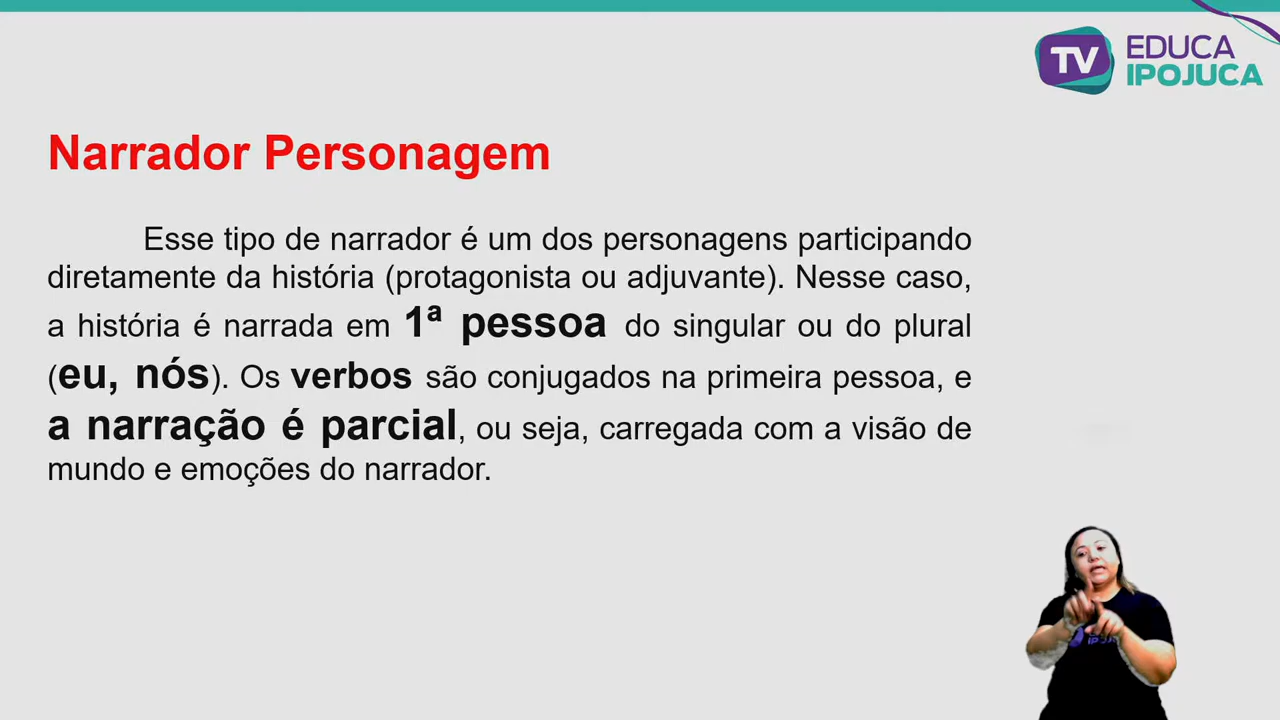 TV EDUCA
IPOJUCA
Narrador Personagem
Esse tipo de narrador é um dos personagens participando
diretamente da história (protagonista ou adjuvante). Nesse caso,
a história é narrada em 1ª pessoa do singular ou do plural
(eu, nós). Os verbos são conjugados na primeira pessoa, e
a narração é parcial, ou seja, carregada com a visão de
mundo e emoções do narrador.